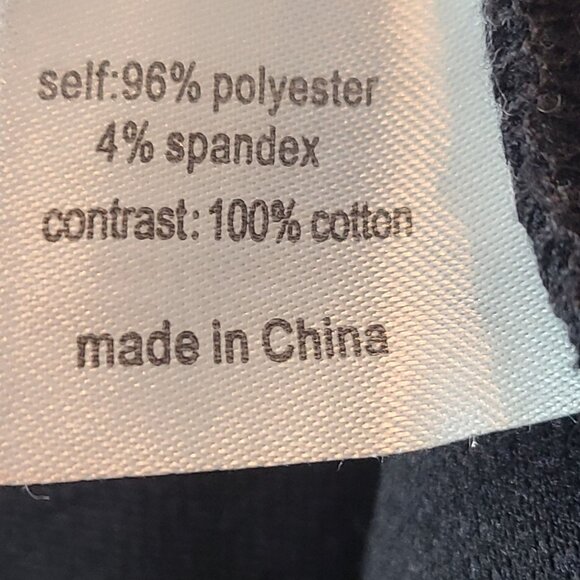 self:96% polyester
4% spandex
contrast: 100% cotton
made in China